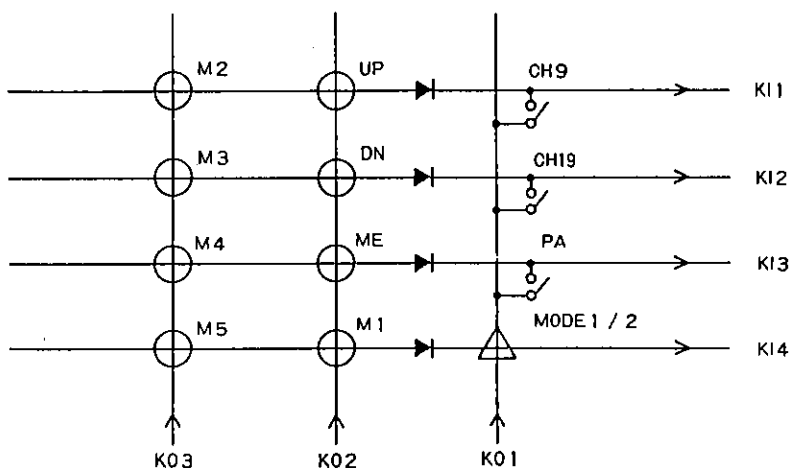 M2 UP CH9 KI1
M3 DN CH19 KI2
M4 ME PA KI3
M5 M1 MODE1 / 2 KI4
KO3 KO2 KO1